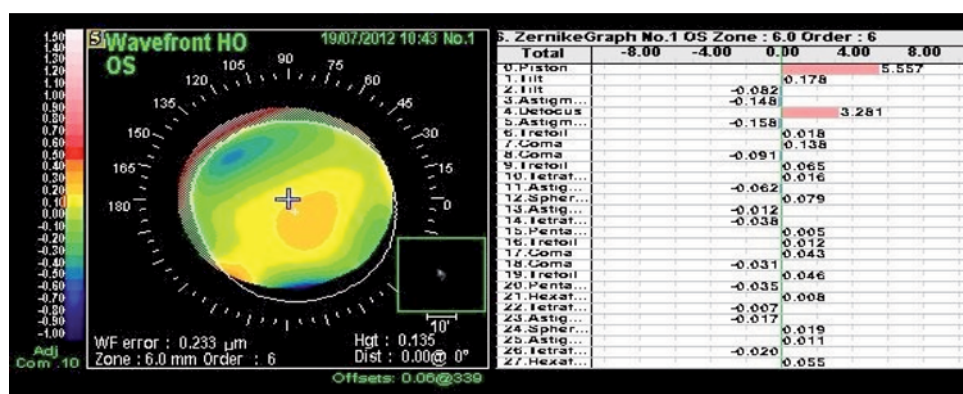 1.50
1.40
1.30
1.20
1.10
1.00
0.90
0.80
0.70
0.60
0.50
0.40
0.30
0.20
0.10
0.00
-0.10
-0.20
-0.30
-0.40
-0.50
-0.60
-0.70
-0.80
-0.90
-1.00
Adj
Com .10
5 Wavefront HO
OS
19/07/2012 10:43 No.1
105 90 75
120 60
135 45
150 30
165 15
180 0
10'
WF error : 0.233 µm
Zone : 6.0 mm Order : 6
Hgt : 0.135
Dist : 0.00@ 0°
Offsets: 0.06@339
6. ZernikeGraph No.1 OS Zone : 6.0 Order : 6
Total -8.00 -4.00 0.00 4.00 8.00
0.Piston 5.557
1.Tilt 0.178
2.Tilt -0.082
3.Astigm... -0.148
4.Defocus 3.281
5.Astigm... -0.158
6.Trefoil 0.018
7.Coma 0.138
8.Coma -0.091
9.Trefoil 0.065
10.Tetraf... 0.016
11.Astig... -0.062
12.Spher... 0.079
13.Astig... -0.012
14.Tetraf... -0.038
15.Penta... 0.005
16.Trefoil 0.012
17.Coma 0.043
18.Coma -0.031
19.Trefoil 0.046
20.Penta... -0.035
21.Hexaf... 0.008
22.Tetraf... -0.007
23.Astig... -0.017
24.Spher... 0.019
25.Astig... 0.011
26.Tetraf... -0.020
27.Hexaf... 0.055